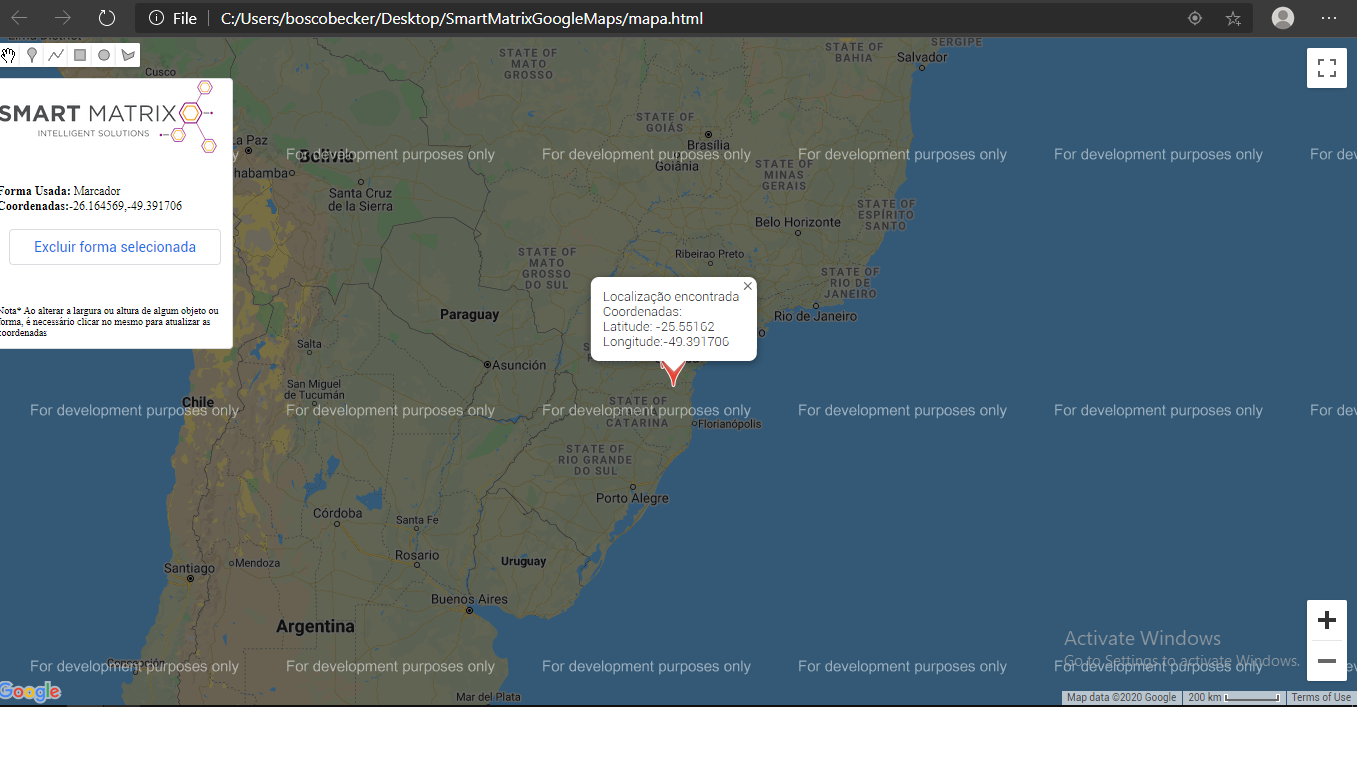 File
C:/Users/boscobecker/Desktop/SmartMatrixGoogleMaps/mapa.html
SMART MATRIX
INTELLIGENT SOLUTIONS
Forma Usada: Marcador
Coordenadas:-26.164569,-49.391706
Excluir forma selecionada
Nota* Ao alterar a largura ou altura de algum objeto ou
forma, é necessário clicar no mesmo para atualizar as
coordenadas
Localização encontrada
Coordenadas:
Latitude: -25.55162
Longitude:-49.391706
Cusco
STATE OF
MATO
GROSSO
STATE OF
BAHIA
SERGIPE
Salvador
La Paz
Bolivia
STATE OF
GOIÁS
Brasília
Goiânia
STATE OF
MINAS
GERAIS
Santa Cruz
de la Sierra
STATE OF
ESPÍRITO
SANTO
Belo Horizonte
STATE OF
MATO
GROSSO
DO SUL
Ribeirao Preto
STATE OF
RIO DE
JANEIRO
Rio de Janeiro
Paraguay
Salta
Asunción
San Miguel
de Tucumán
Chile
STATE OF
CATARINA
Florianópolis
STATE OF
RIO GRANDE
DO SUL
Porto Alegre
Córdoba
Santa Fe
Rosario
Uruguay
Santiago
Mendoza
Buenos Aires
Argentina
Concepción
Mar del Plata
For development purposes only
For development purposes only
For development purposes only
For development purposes only
For de
For development purposes only
For development purposes only
For development purposes only
For development purposes only
For development purposes only
For de
For development purposes only
For development purposes only
For development purposes only
For development purposes only
For development purposes only
Activate Windows
Go to Settings to activate Windows.
Google
Map data ©2020 Google
200 km
Terms of Use